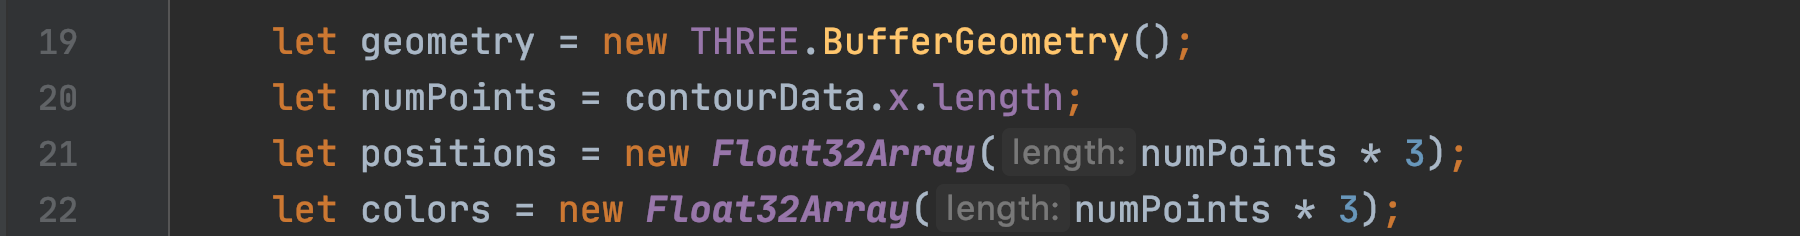 19 let geometry = new THREE.BufferGeometry();
20 let numPoints = contourData.x.length;
21 let positions = new Float32Array( length: numPoints * 3);
22 let colors = new Float32Array( length: numPoints * 3);